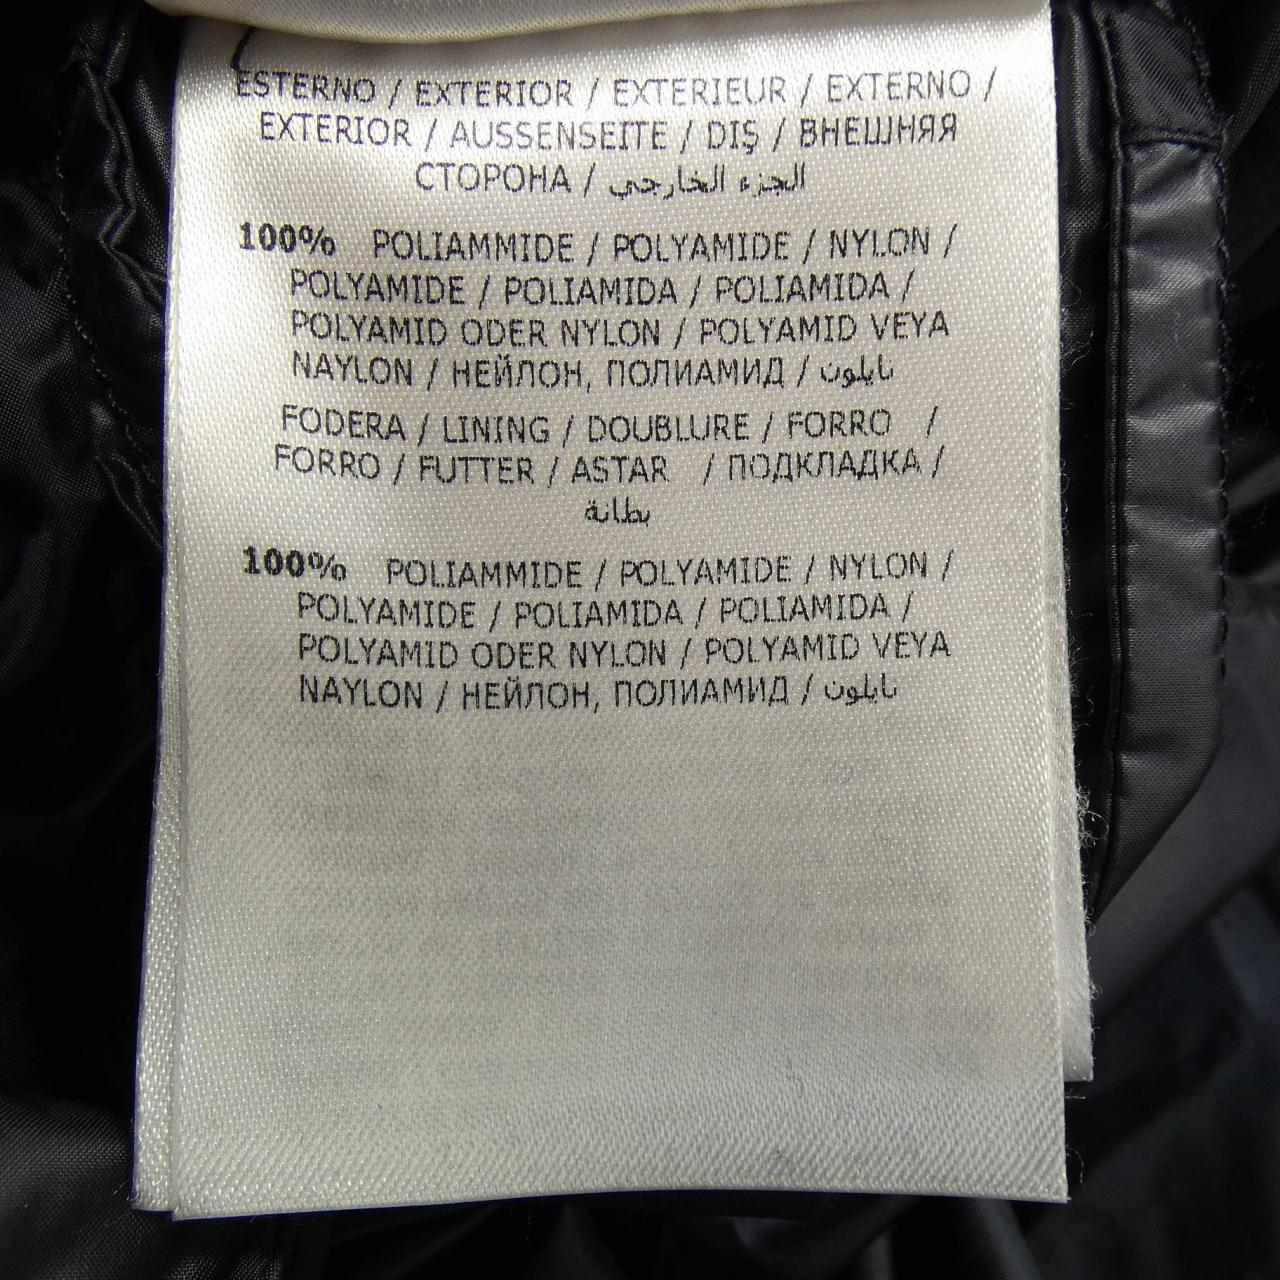 ESTERNO / EXTERIOR / EXTERIEUR / EXTERNO /
EXTERIOR / AUSSENSEITE / DIŞ / ВНЕШНЯЯ
СТОРОНА / الجزء الخارجي
100% POLIAMMIDE / POLYAMIDE / NYLON /
POLYAMIDE / POLIAMIDA / POLIAMIDA /
POLYAMID ODER NYLON / POLYAMID VEYA
NAYLON / НЕЙЛОН, ПОЛИАМИД / نايلون
FODERA / LINING / DOUBLURE / FORRO /
FORRO / FUTTER / ASTAR / ПОДКЛАДКА /
بطانة
100% POLIAMMIDE / POLYAMIDE / NYLON /
POLYAMIDE / POLIAMIDA / POLIAMIDA /
POLYAMID ODER NYLON / POLYAMID VEYA
NAYLON / НЕЙЛОН, ПОЛИАМИД / نايلون